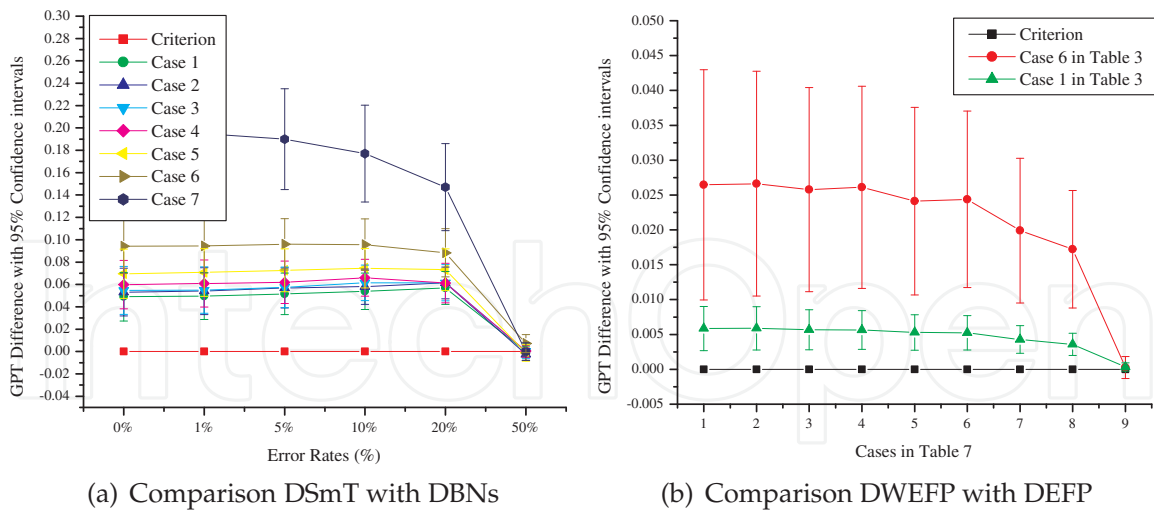 GPT Difference with 95% Confidence intervals
0.30
0.28
0.26
0.24
0.22
0.20
0.18
0.16
0.14
0.12
0.10
0.08
0.06
0.04
0.02
0.00
-0.02
-0.04
Criterion
Case 1
Case 2
Case 3
Case 4
Case 5
Case 6
Case 7
0% 1% 5% 10% 20% 50%
Error Rates (%)
(a) Comparison DSmT with DBNs
GPT Difference with 95% Confidence intervals
0.050
0.045
0.040
0.035
0.030
0.025
0.020
0.015
0.010
0.005
0.000
-0.005
Criterion
Case 6 in Table 3
Case 1 in Table 3
1 2 3 4 5 6 7 8 9
Cases in Table 7
(b) Comparison DWEFP with DEFP
IntechOpen